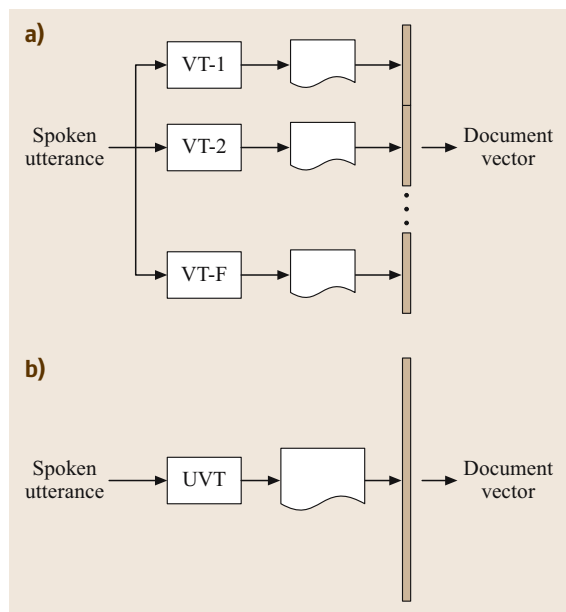 a)
VT-1
Spoken
utterance
VT-2
Document
vector
VT-F
b)
Spoken
utterance
UVT
Document
vector